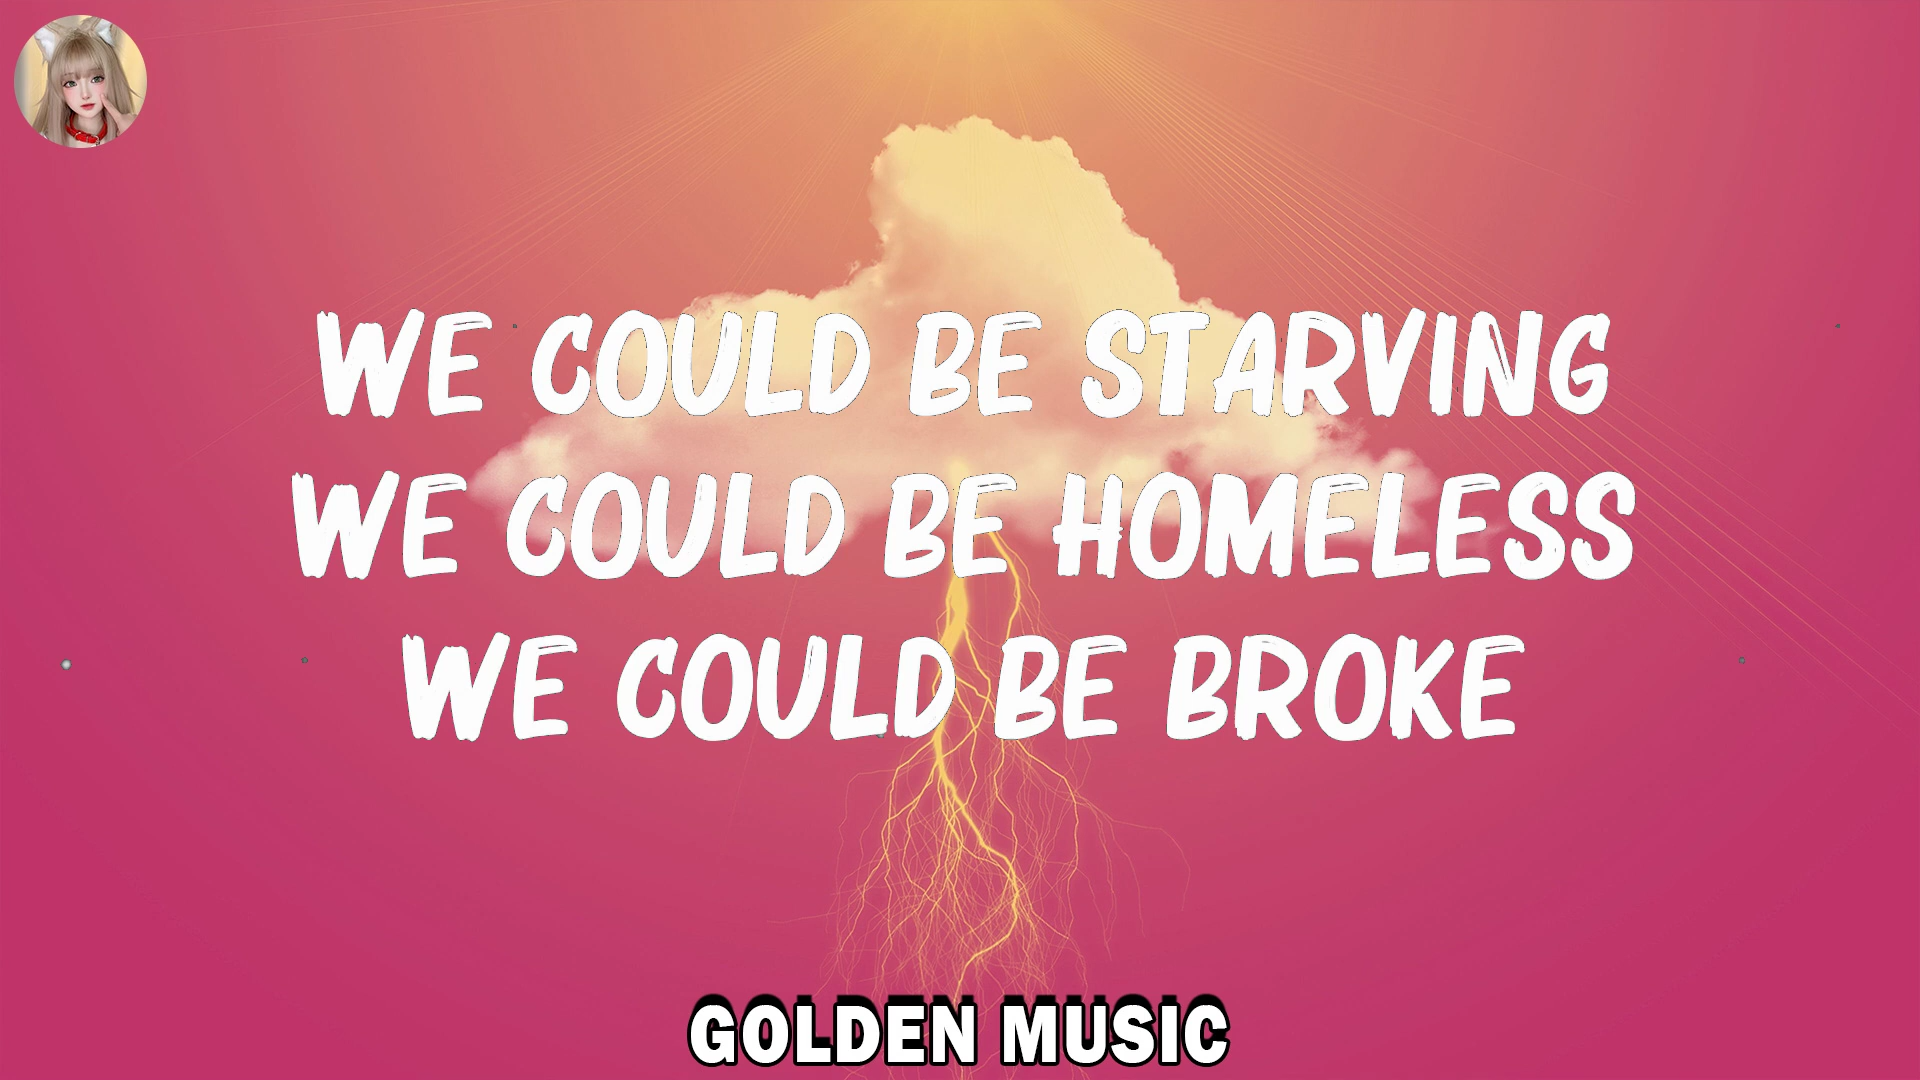 WE COULD BE STARVING
WE COULD BE HOMELESS
WE COULD BE BROKE
GOLDEN MUSIC